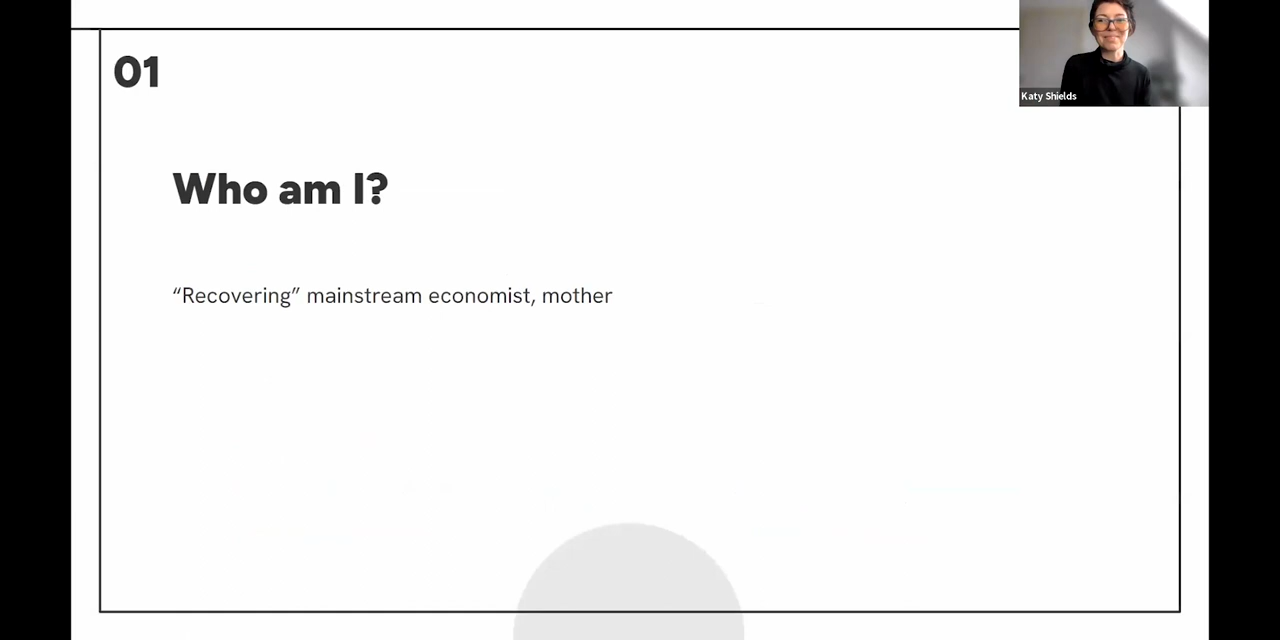 01
Katy Shields
Who am I?
“Recovering” mainstream economist, mother